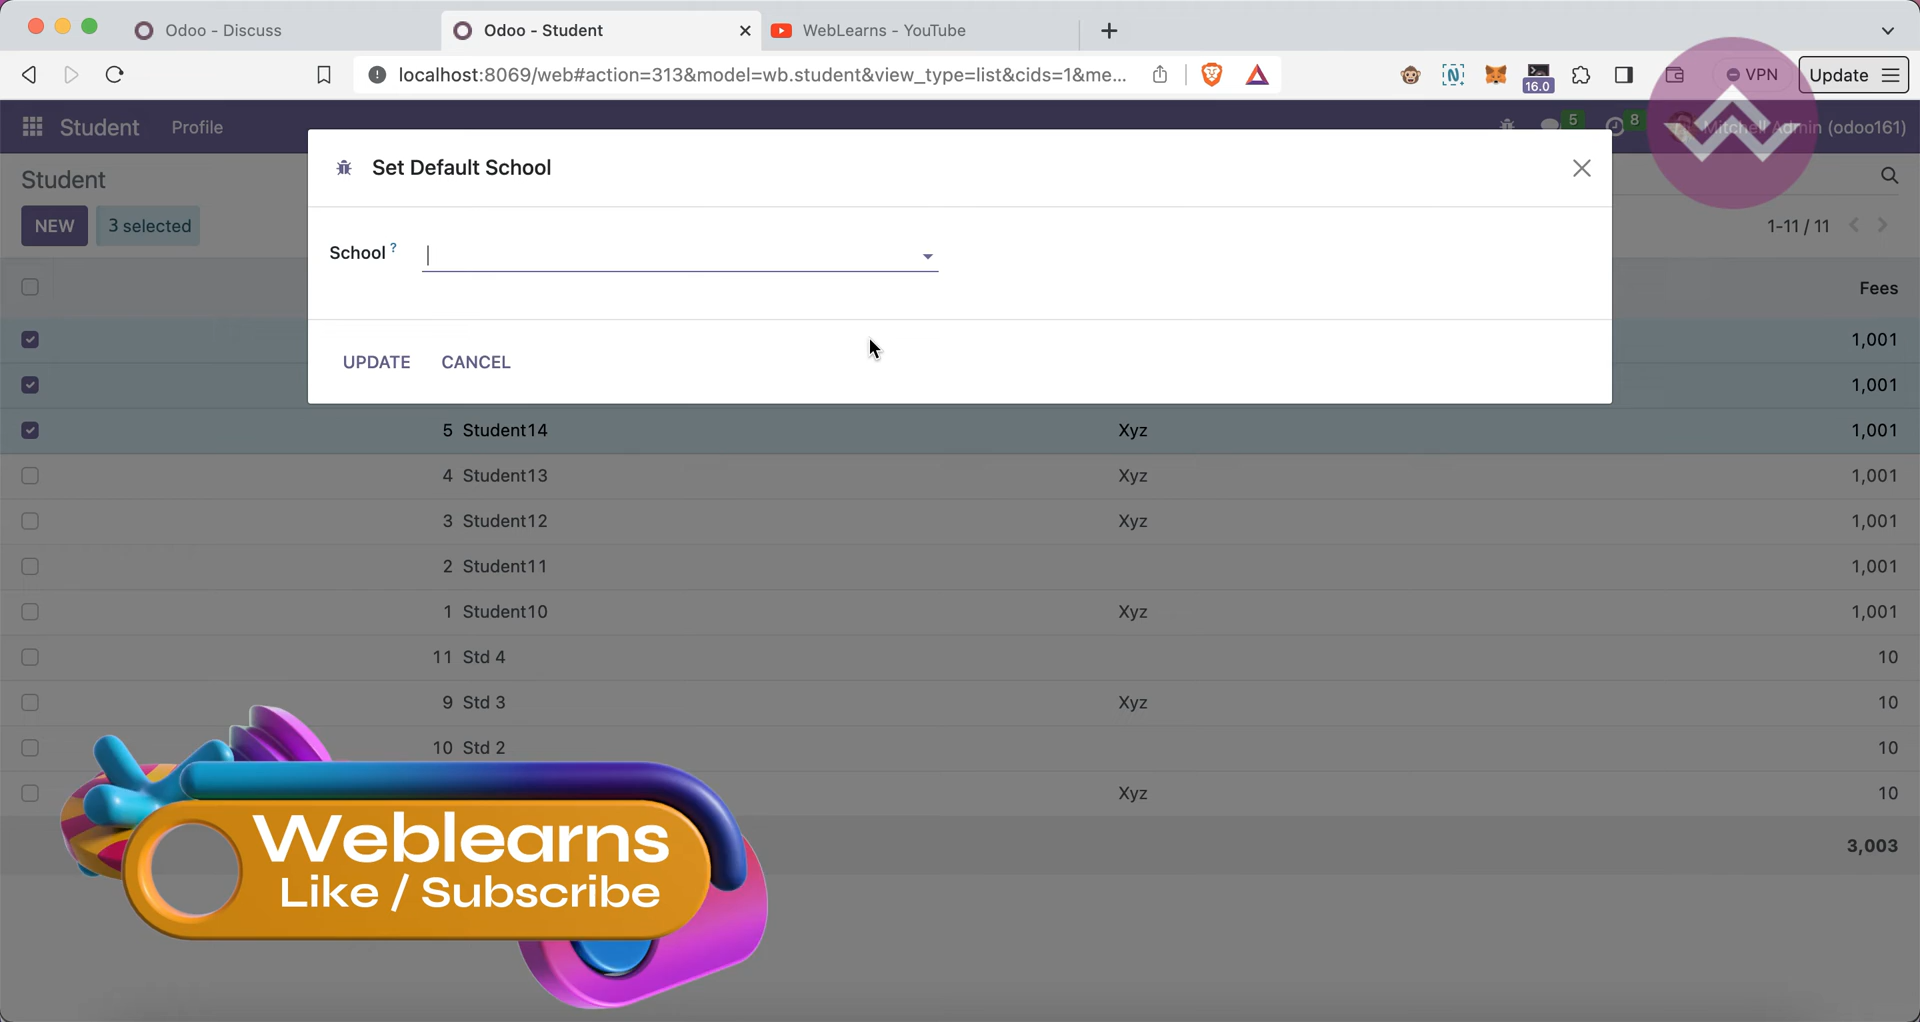 Odoo - Discuss
Odoo - Student
WebLearns - YouTube
localhost:8069/web#action=313&model=wb.student&view_type=list&cids=1&me...
16.0
VPN
Update
Student
Profile
5
8
Mitchell Admin (odoo161)
Set Default School
Student
NEW
3 selected
1-11 / 11
School ?
Fees
1,001
UPDATE CANCEL
1,001
5 Student14 Xyz 1,001
4 Student13 Xyz 1,001
3 Student12 Xyz 1,001
2 Student11 1,001
1 Student10 Xyz 1,001
11 Std 4 10
9 Std 3 Xyz 10
10 Std 2 10
Xyz 10
3,003
Weblearns
Like / Subscribe